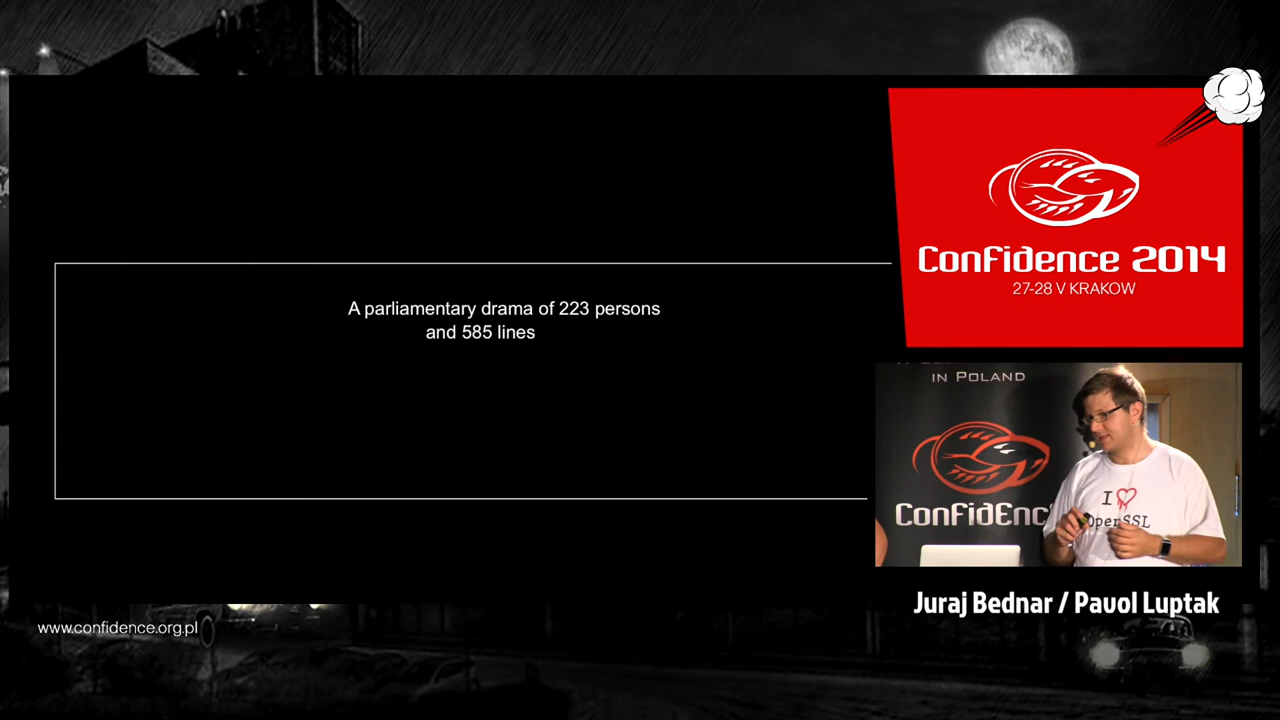 A parliamentary drama of 223 persons
and 585 lines
Confidence 2014
27-28 V KRAKOW
IN POLAND
ConFidEnc
I
OpenSSL
Juraj Bednar / Pavol Luptak
www.confidence.org.pl